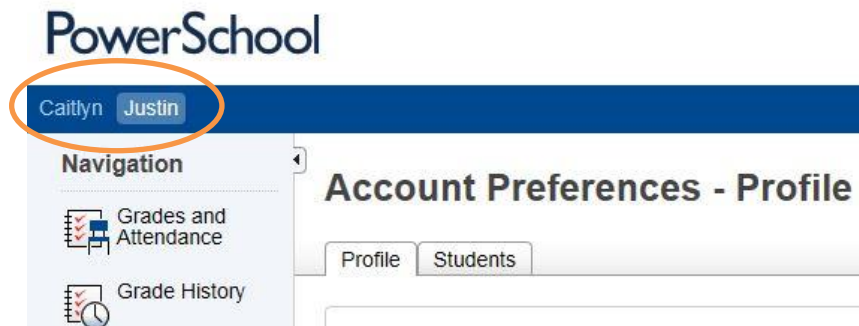 PowerSchool
Caitlyn Justin
Navigation
Grades and
Attendance
Grade History
Account Preferences - Profile
Profile Students